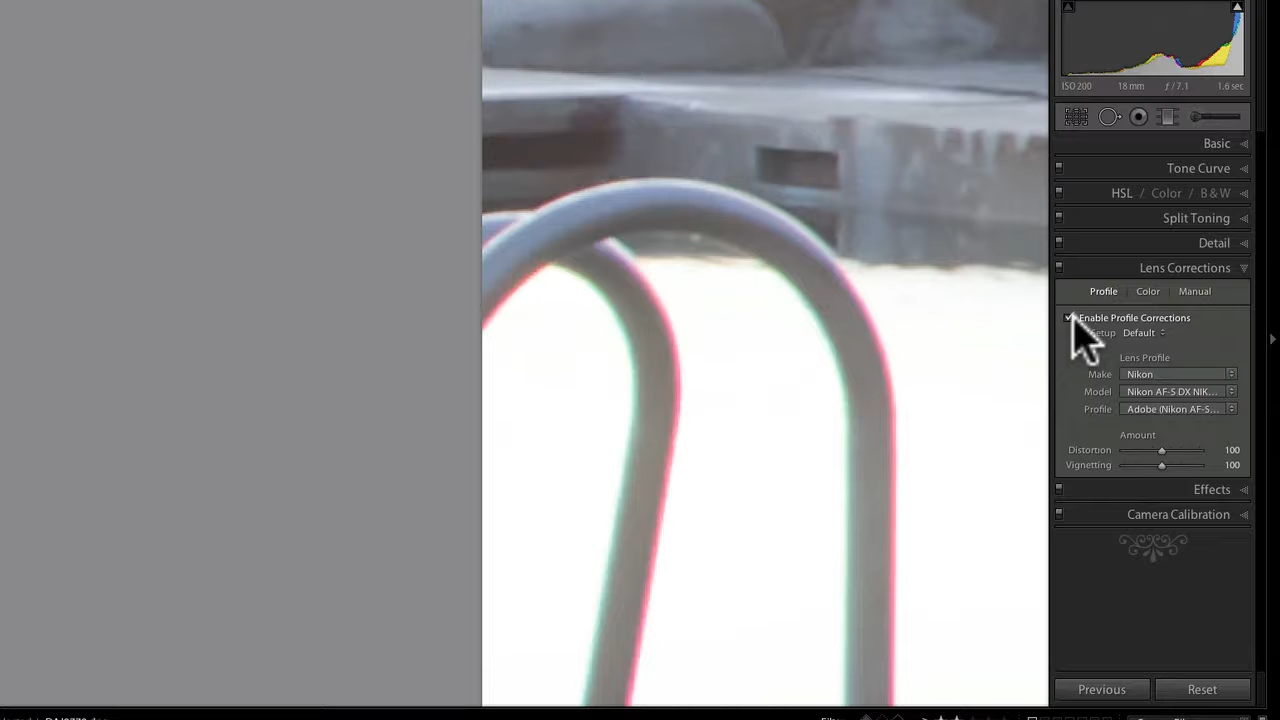 ISO 200 18 mm ƒ / 7.1 1.6 sec
Basic
Tone Curve
HSL / Color / B & W
Split Toning
Detail
Lens Corrections
Profile Color Manual
Enable Profile Corrections
Setup Default
Lens Profile
Make Nikon
Model Nikon AF-S DX NIK...
Profile Adobe (Nikon AF-S...
Amount
Distortion 100
Vignetting 100
Effects
Camera Calibration
Previous Reset